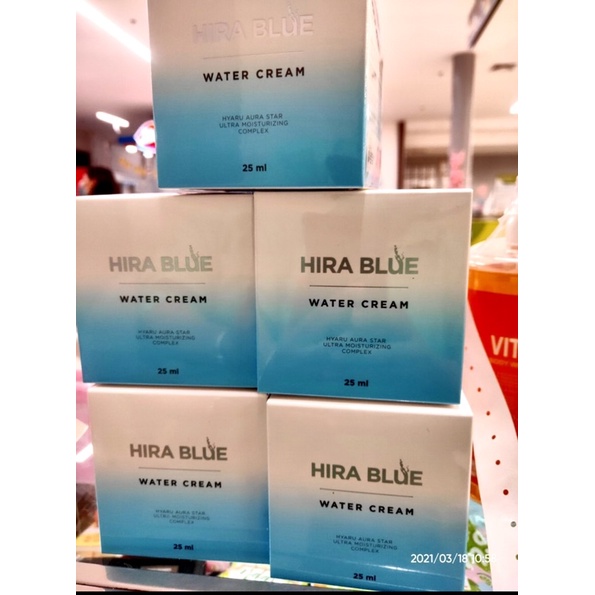 HIRA BLUE
WATER CREAM
HYARU AURA STAR
ULTRA MOISTURIZING
COMPLEX
25 ml
HIRA BLUE
WATER CREAM
HYARU AURA STAR
ULTRA MOISTURIZING
COMPLEX
25 ml
HIRA BLUE
WATER CREAM
HYARU AURA STAR
ULTRA MOISTURIZING
COMPLEX
25 ml
HIRA BLUE
WATER CREAM
HYARU AURA STAR
ULTRA MOISTURIZING
COMPLEX
25 ml
HIRA BLUE
WATER CREAM
HYARU AURA STAR
ULTRA MOISTURIZING
COMPLEX
25 ml
VIT
2021/03/18